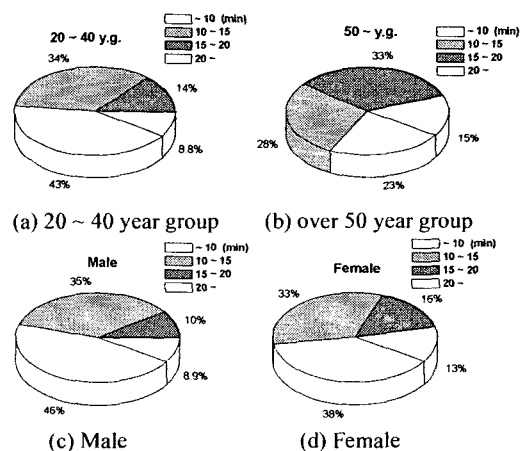 20 ~ 40 y.g.
~ 10 (min)
10 ~ 15
15 ~ 20
20 ~
34%
14%
8.8%
43%
(a) 20 ~ 40 year group
50 ~ y.g.
~ 10 (min)
10 ~ 15
15 ~ 20
20 ~
33%
15%
28%
23%
(b) over 50 year group
Male
~ 10 (min)
10 ~ 15
15 ~ 20
20 ~
35%
10%
8.9%
46%
(c) Male
Female
~ 10 (min)
10 ~ 15
15 ~ 20
20 ~
33%
16%
13%
38%
(d) Female